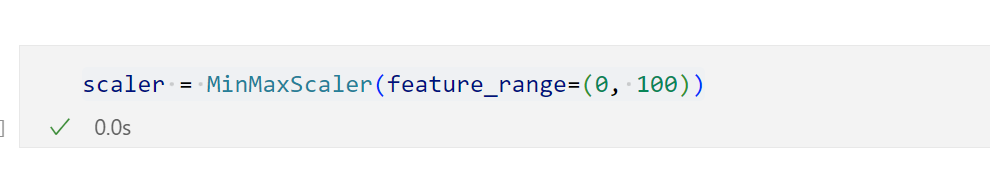 scaler = MinMaxScaler(feature_range=(0, 100))
]
✓ 0.0s